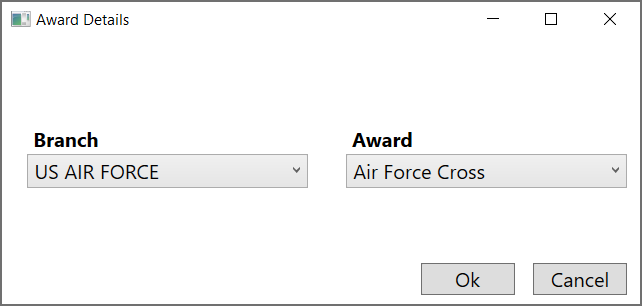 Award Details
Branch
Award
US AIR FORCE
Air Force Cross
Ok
Cancel